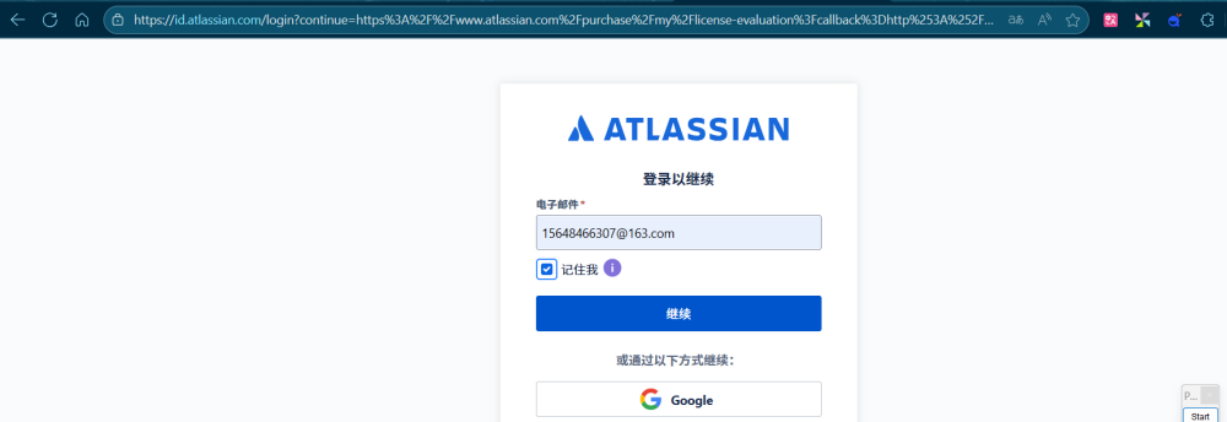 https://id.atlassian.com/login?continue=https%3A%2F%2Fwww.atlassian.com%2Fpurchase%2Fmy%2Flicense-evaluation%3Fcallback%3Dhttp%253A%252F...
ATLASSIAN
登录以继续
电子邮件*
15648466307@163.com
记住我
继续
或通过以下方式继续：
Google
P...
Start